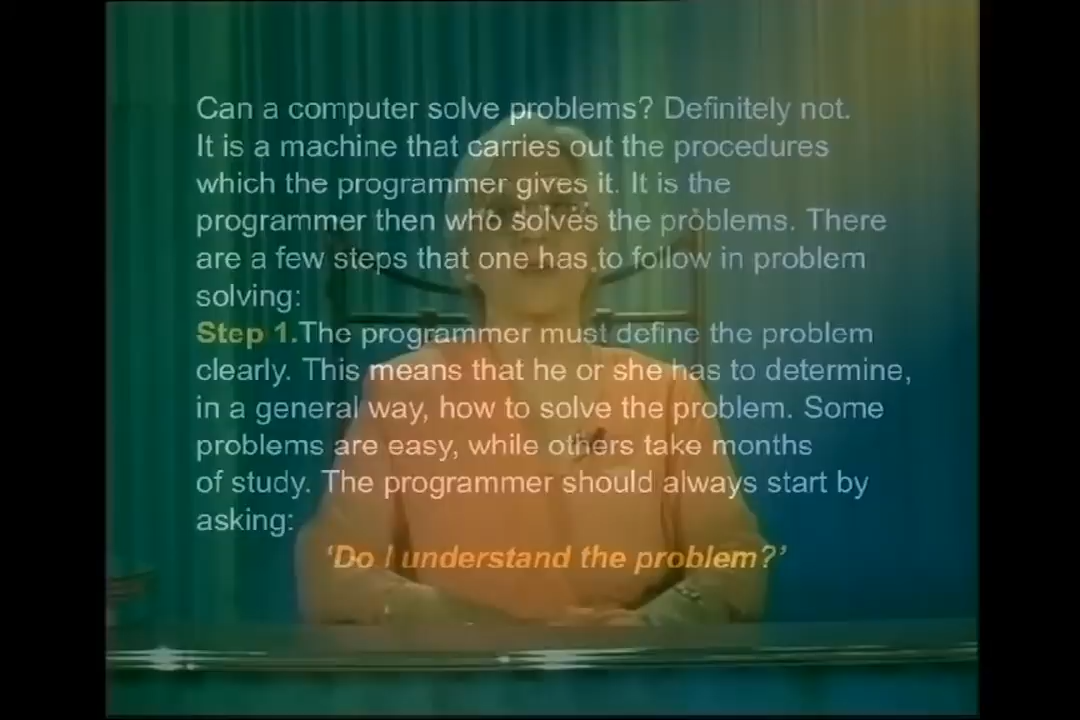 Can a computer solve problems? Definitely not.
It is a machine that carries out the procedures
which the programmer gives it. It is the
programmer then who solves the problems. There
are a few steps that one has to follow in problem
solving:
Step 1.The programmer must define the problem
clearly. This means that he or she has to determine,
in a general way, how to solve the problem. Some
problems are easy, while others take months
of study. The programmer should always start by
asking:
‘Do I understand the problem?’